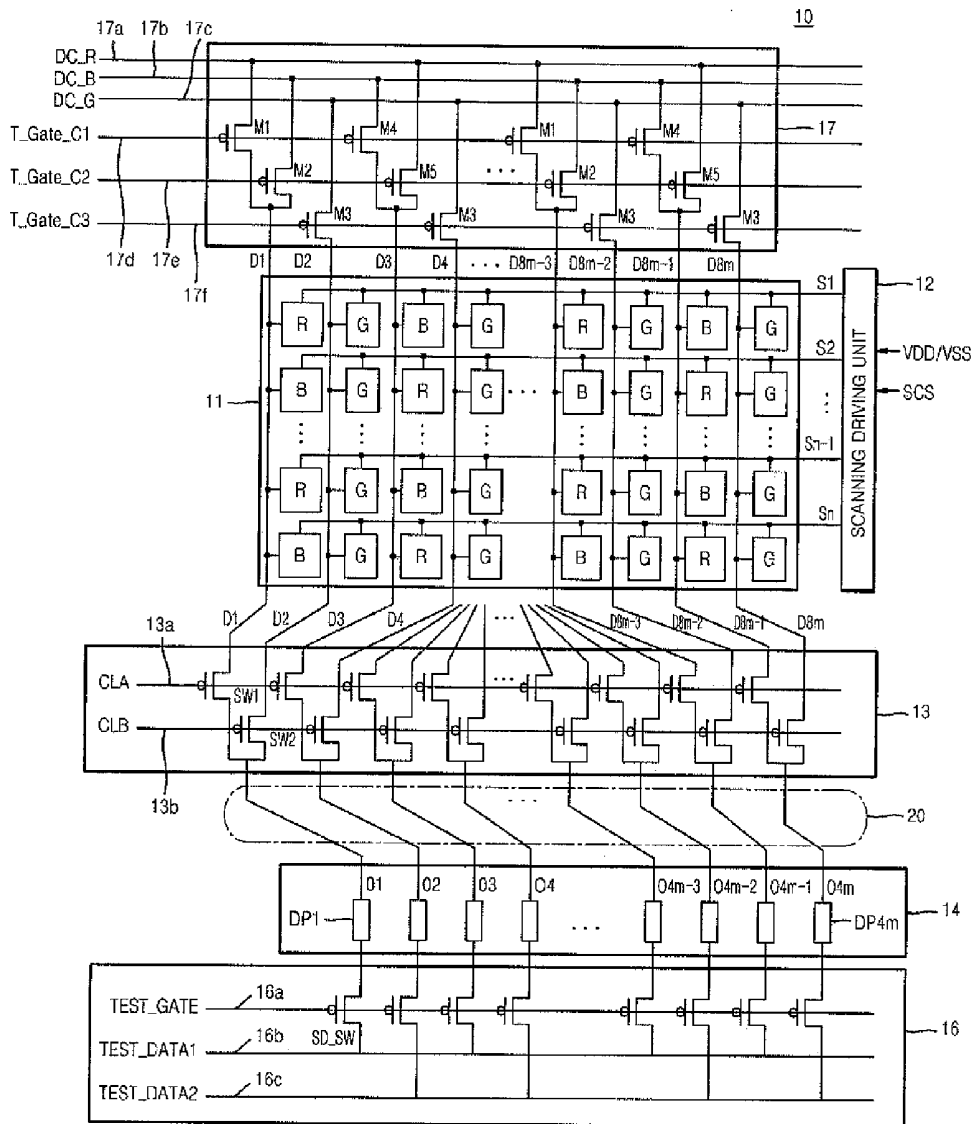 10
17a 17b 17c
DC_R
DC_B
DC_G
T_Gate_C1 M1 M4 M1 M4 17
T_Gate_C2 M2 M5 ... M2 M5
T_Gate_C3 M3 M3 M3 M3
17d 17e 17f
D1 D2 D3 D4 ... D8m-3 D8m-2 D8m-1 D8m
S1 12
R G B G R G B G
S2 VDD/VSS
11 B G R G ... B G R G SCS
SCANNING DRIVING UNIT
Sn-1
R G B G R G B G
Sn
B G R G B G R G
D1 D2 D3 D4 ... D8m-3 D8m-2 D8m-1 D8m
13a
CLA SW1 ...
CLB SW2 13
13b
... 20
O1 O2 O3 O4 O4m-3 O4m-2 O4m-1 O4m
DP1 ... DP4m 14
TEST_GATE 16a
SD_SW 16
TEST_DATA1 16b
TEST_DATA2 16c